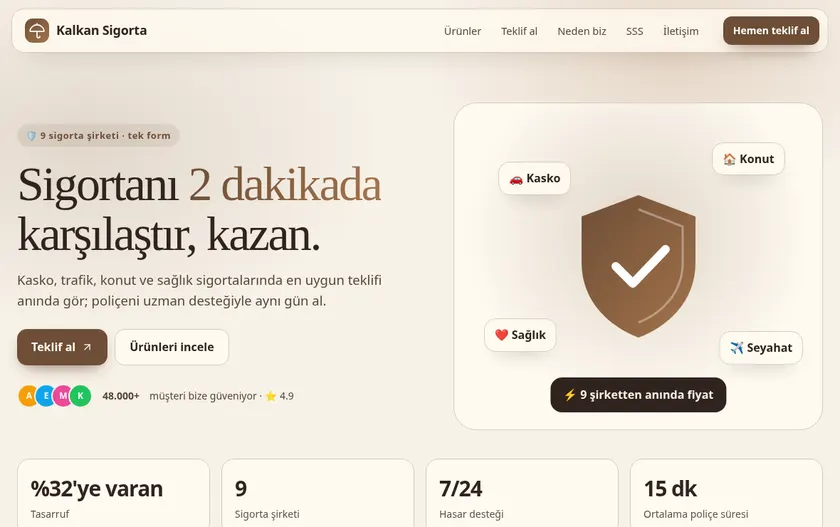 Kalkan Sigorta
Ürünler
Teklif al
Neden biz
SSS
İletişim
Hemen teklif al
9 sigorta şirketi · tek form
Sigortanı 2 dakikada
karşılaştır, kazan.
Kasko, trafik, konut ve sağlık sigortalarında en uygun teklifi
anında gör; poliçeni uzman desteğiyle aynı gün al.
Teklif al
Ürünleri incele
A E M K
48.000+ müşteri bize güveniyor · ⭐ 4.9
🚗 Kasko
🏠 Konut
❤️ Sağlık
✈️ Seyahat
⚡ 9 şirketten anında fiyat
%32'ye varan
Tasarruf
9
Sigorta şirketi
7/24
Hasar desteği
15 dk
Ortalama poliçe süresi